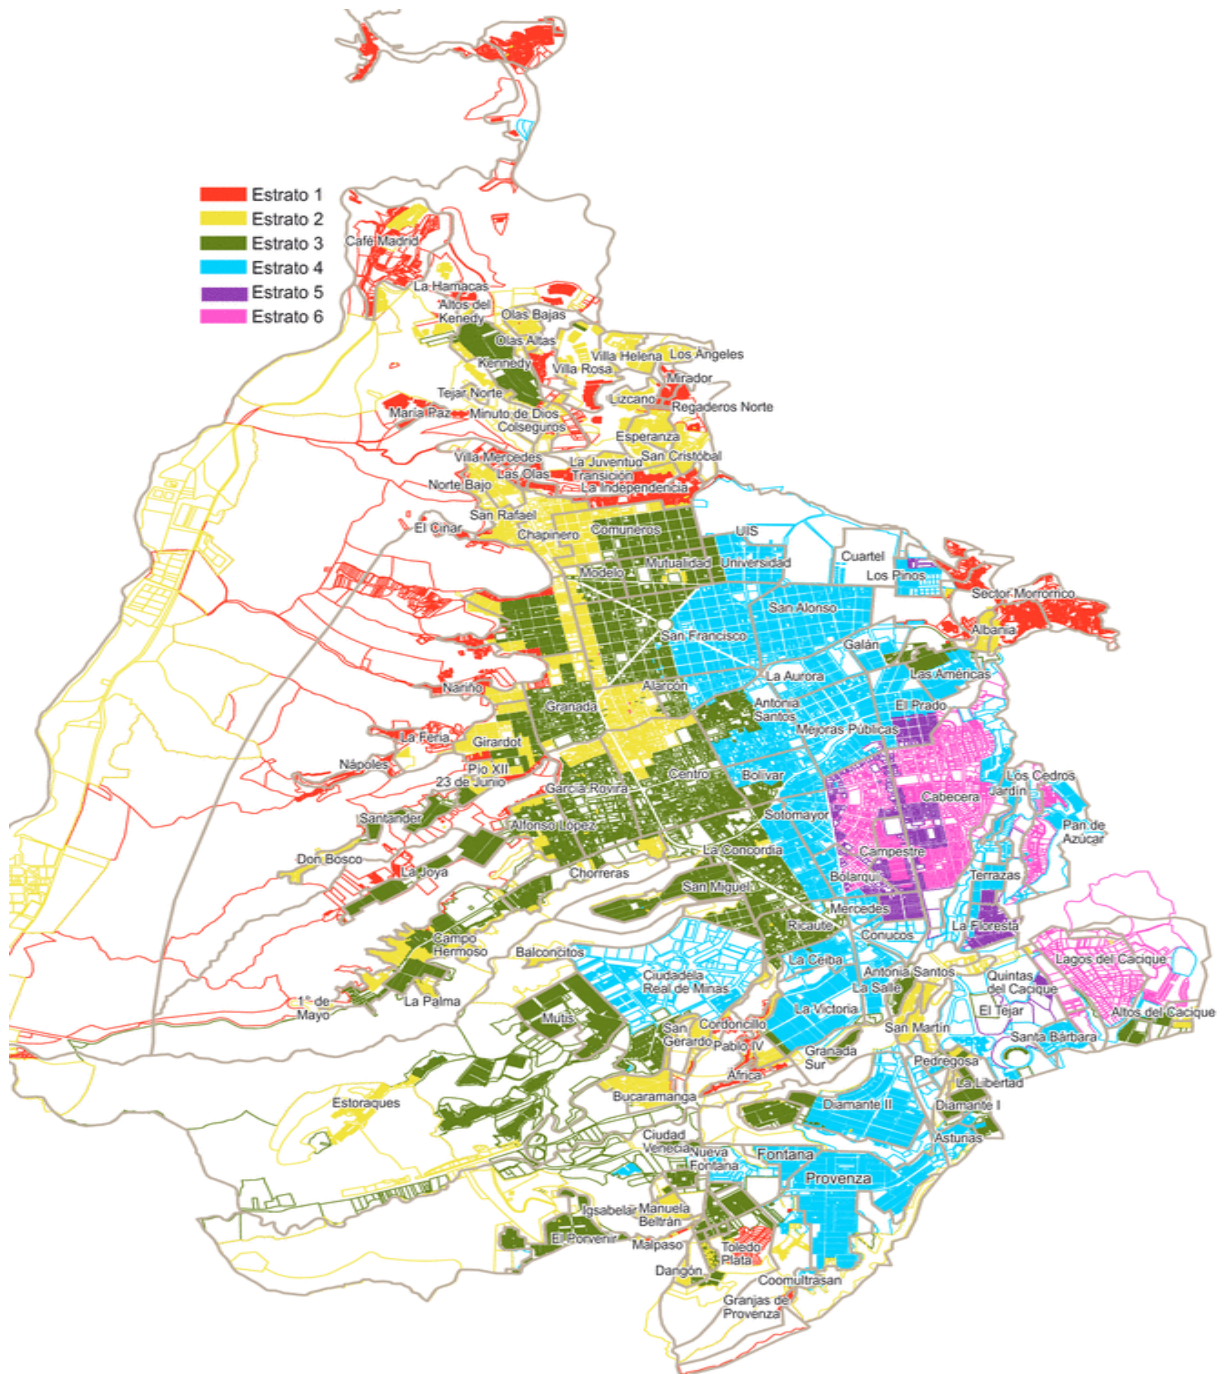 Estrato 1
Estrato 2
Estrato 3
Estrato 4
Estrato 5
Estrato 6
Café Madrid
La Hamacas
Altos del
Kenedy
Olas Bajas
Olas Altas
Kennedy
Villa Rosa
Villa Helena
Los Ángeles
Mirador
Tejar Norte
Lizcano
Regaderos Norte
María Paz
Minuto de Dios
Colseguros
Esperanza
Villa Mercedes
La Juventud
San Cristóbal
Las Olas
Transición
Norte Bajo
La Independencia
San Rafael
El Cinar
Chapinero
Comuneros
UIS
Modelo
Mutualidad
Universidad
Cuartel
Los Pinos
Sector Morrorrico
San Alonso
San Francisco
Albania
Galán
La Aurora
Las Américas
Nariño
Alarcón
Granada
Antonia
Santos
El Prado
Mejoras Públicas
La Feria
Girardot
Nápoles
Pio XII
23 de Junio
Centro
Bolívar
Los Cedros
Jardín
García Rovira
Cabecera
Santander
Alfonso López
Sotomayor
Pan de
Azúcar
Don Bosco
La Joya
La Concordia
Campestre
Chorreras
Bolarqui
Terrazas
San Miguel
Mercedes
Ricaute
La Floresta
Conucos
Campo
Hermoso
Balconcitos
La Ceiba
Lagos del Cacique
Ciudadela
Real de Minas
Antonia Santos
La Salle
Quintas
del Cacique
1° de
Mayo
La Palma
La Victoria
El Tejar
Altos del Cacique
Mutis
San
Gerardo
Cordoncillo
Pablo IV
San Martín
Santa Bárbara
Granada
Sur
Pedregosa
África
La Libertad
Bucaramanga
Estoraques
Diamante II
Diamante I
Ciudad
Venecia
Asturias
Nueva
Fontana
Fontana
Provenza
Igsabelar
Manuela
Beltrán
El Porvenir
Malpaso
Toledo
Plata
Dangón
Coomultrasan
Granjas de
Provenza